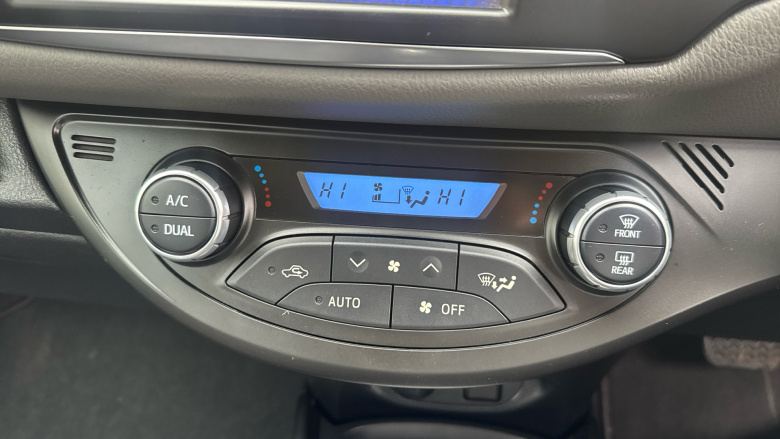 A/C
DUAL
HI
HI
FRONT
REAR
AUTO
OFF